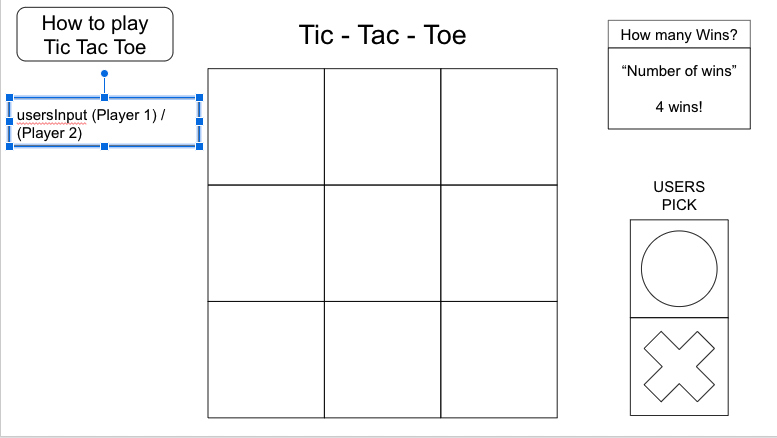 How to play
Tic Tac Toe
usersInput (Player 1) /
(Player 2)
Tic - Tac - Toe
How many Wins?
“Number of wins”
4 wins!
USERS
PICK